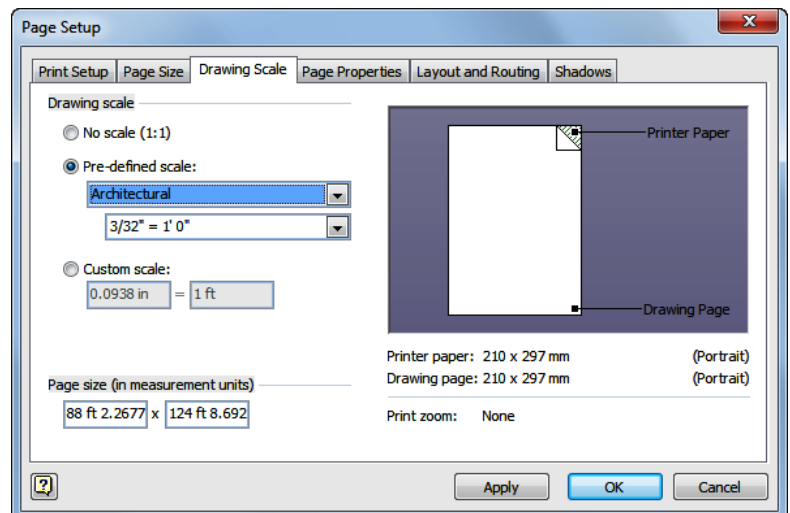 Page Setup
Print Setup Page Size Drawing Scale Page Properties Layout and Routing Shadows
Drawing scale
No scale (1:1)
Pre-defined scale:
Architectural
3/32" = 1' 0"
Custom scale:
0.0938 in = 1 ft
Page size (in measurement units)
88 ft 2.2677 x 124 ft 8.692
Printer Paper
Drawing Page
Printer paper: 210 x 297 mm (Portrait)
Drawing page: 210 x 297 mm (Portrait)
Print zoom: None
? Apply OK Cancel